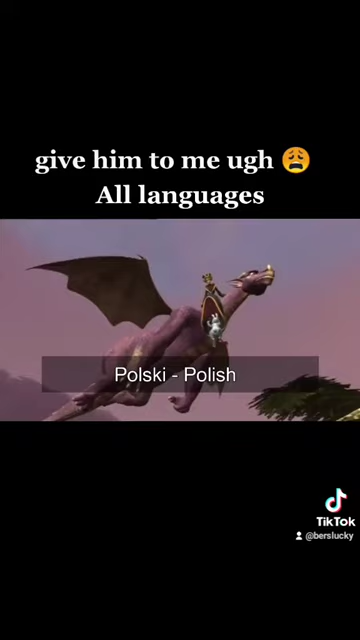 give him to me ugh 😩
All languages
Polski - Polish
TikTok
@berslucky